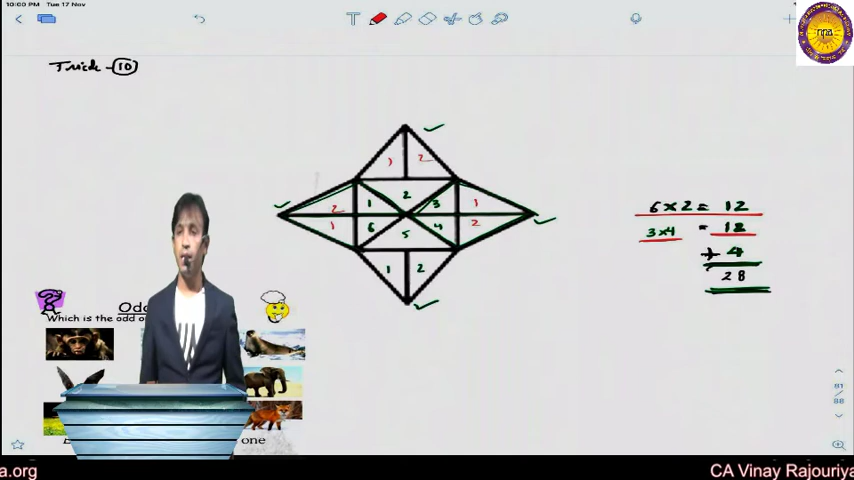 10:00 PM Tue 17 Nov
Trick - 10
1 2
2 1 2 3 1
1 6 5 4 2
1 2
6 x 2 = 12
3 x 4 = 12
+ 4
28
Odd
Which is the odd o
one
81
88
a.org
CA Vinay Rajouriya